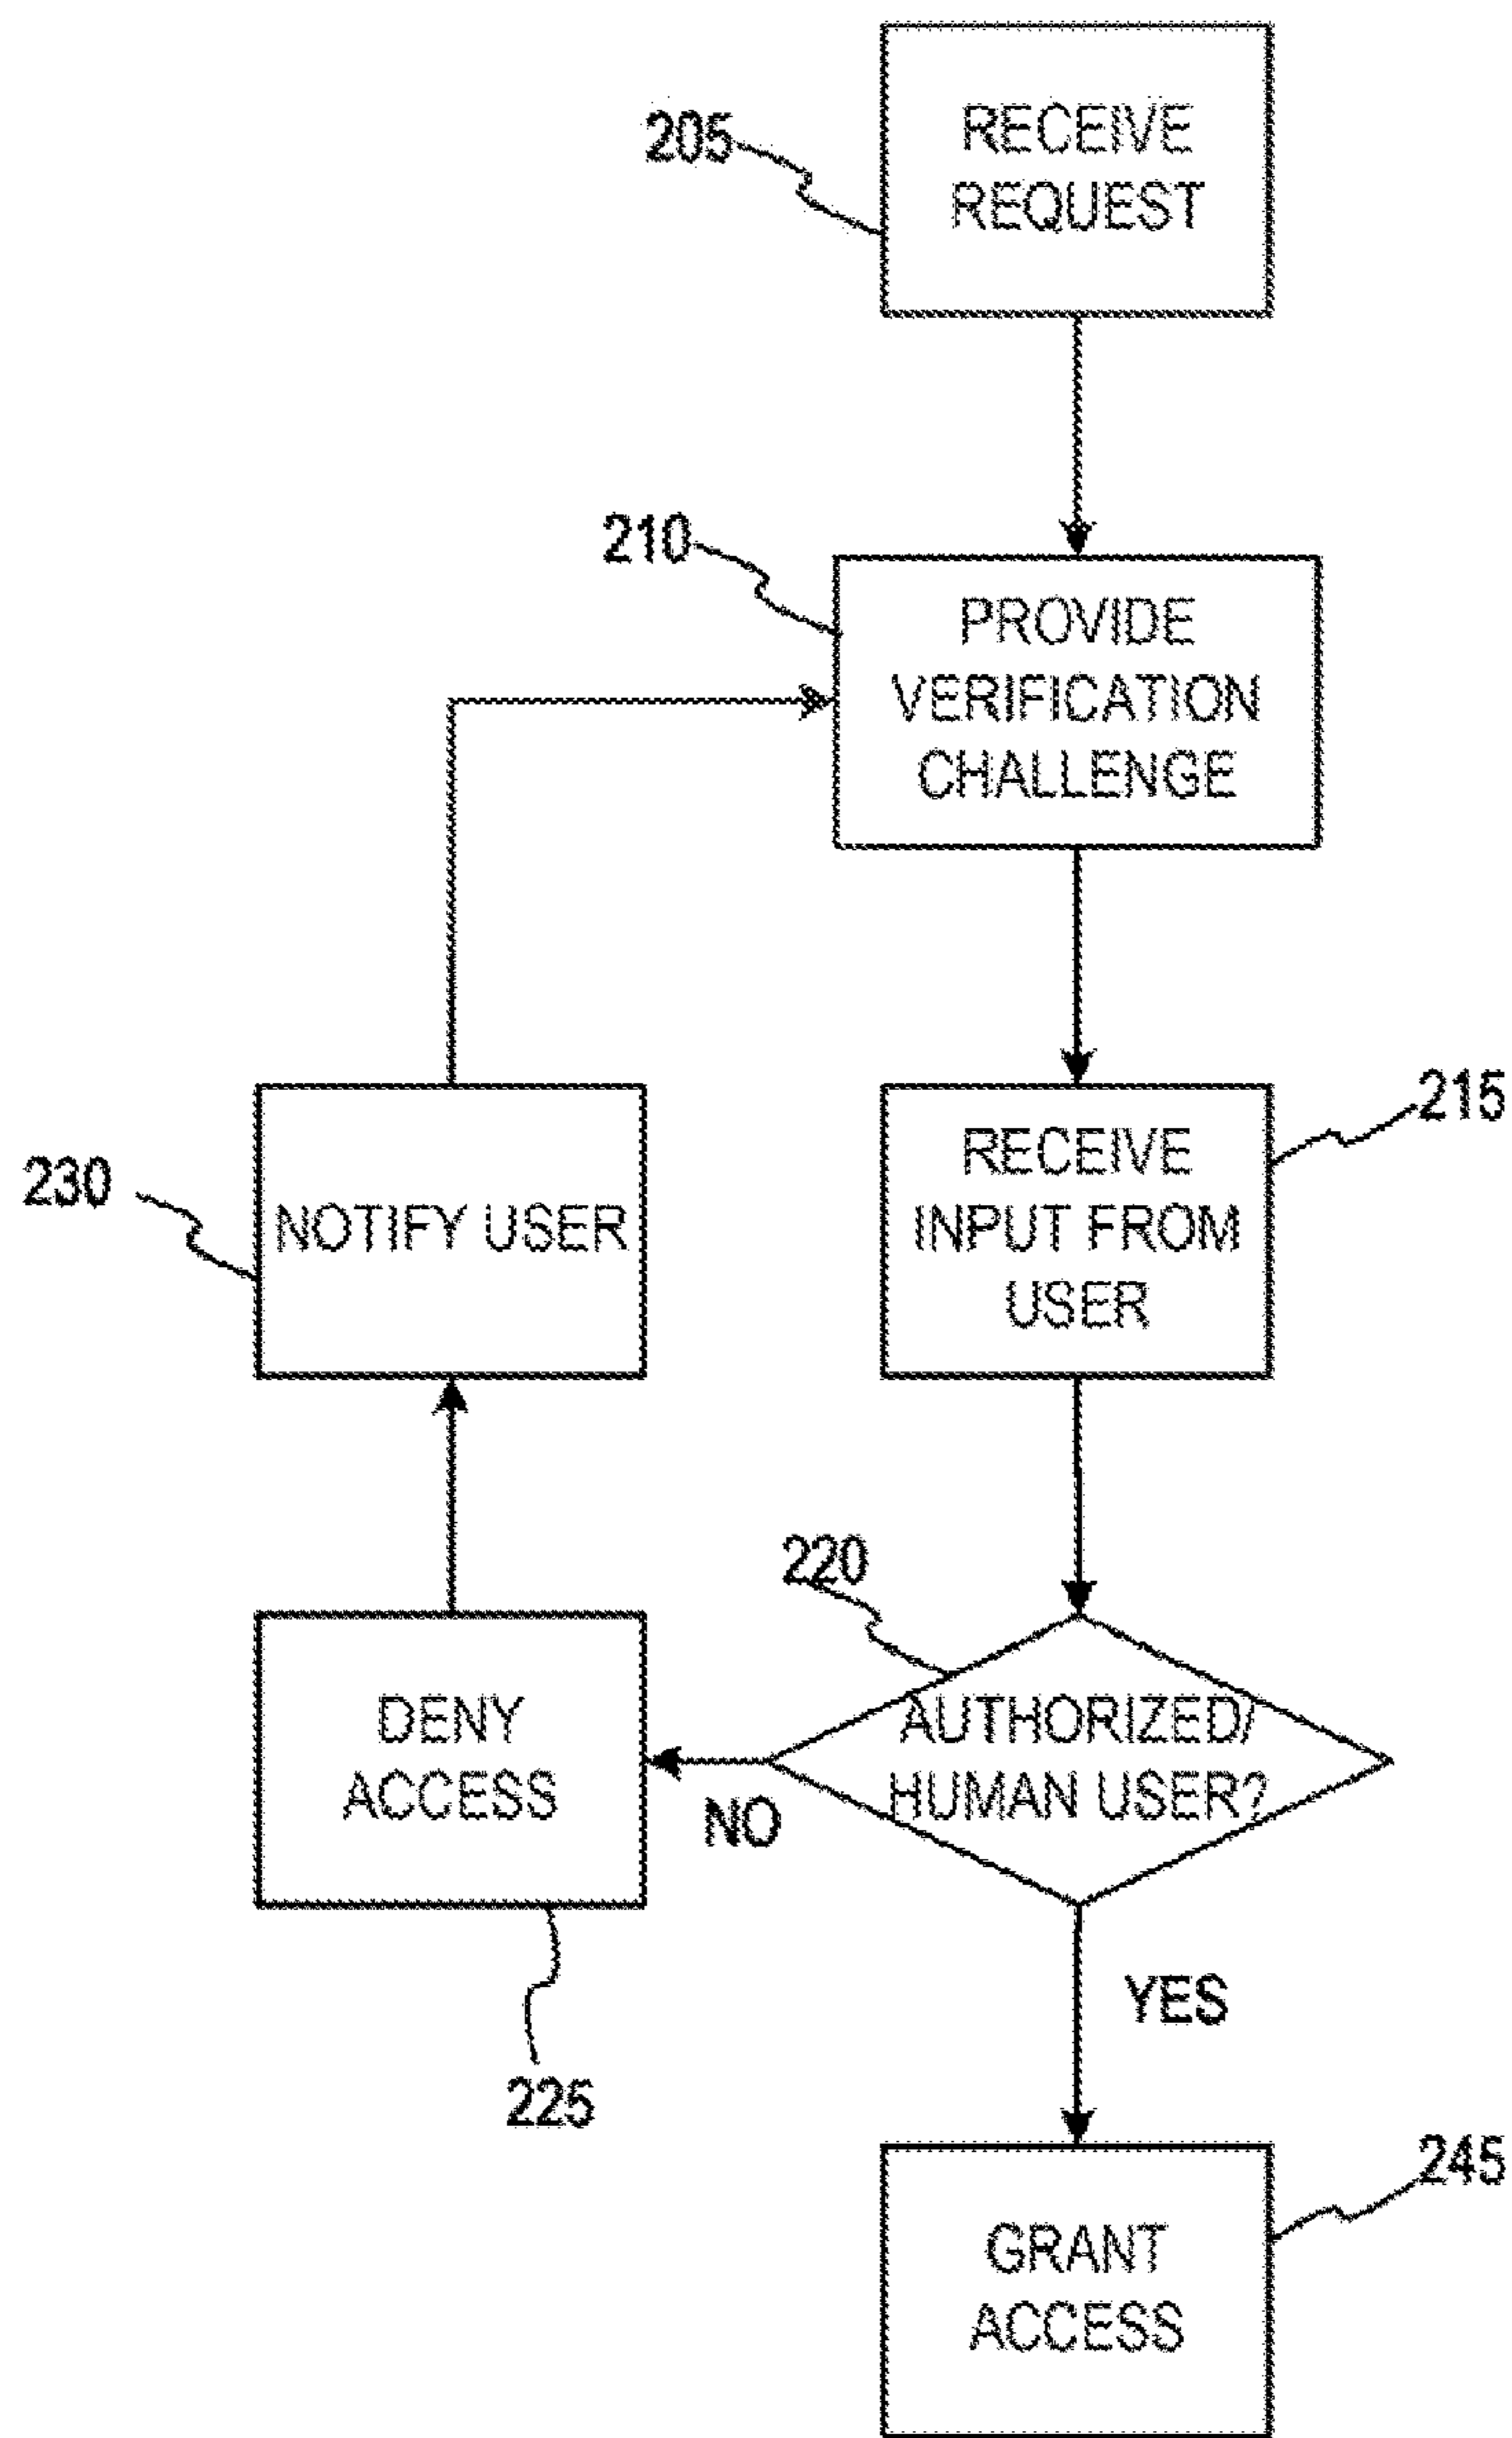 205
RECEIVE
REQUEST
210
PROVIDE
VERIFICATION
CHALLENGE
215
RECEIVE
INPUT FROM
USER
230
NOTIFY USER
220
AUTHORIZED/
HUMAN USER?
NO
DENY
ACCESS
225
YES
245
GRANT
ACCESS